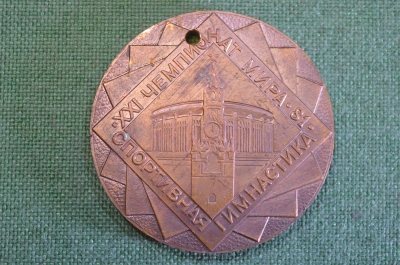 XXI ЧЕМПИОНАТ МИРА·81·
СПОРТИВНАЯ ГИМНАСТИКА